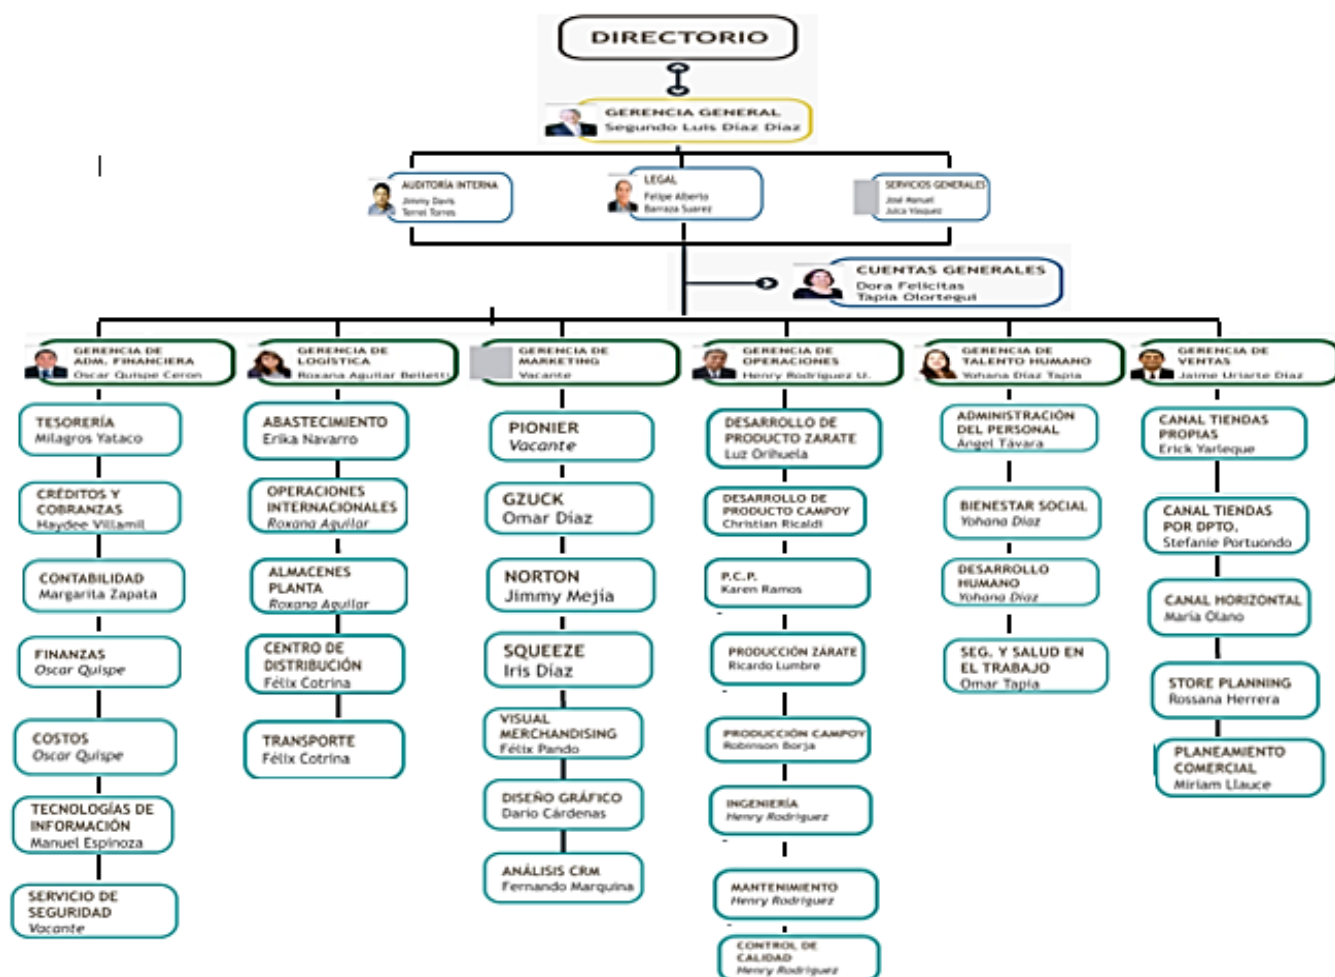 DIRECTORIO
GERENCIA GENERAL
Segundo Luis Díaz Díaz
AUDITORÍA INTERNA
Jimmy Davis
Terrel Torres
LEGAL
Felipe Alberto
Barraza Suarez
SERVICIOS GENERALES
José Manuel
Julca Vásquez
CUENTAS GENERALES
Dora Felicitas
Tapia Olortegui
GERENCIA DE
ADM. FINANCIERA
Oscar Quispe Ceron
GERENCIA DE
LOGÍSTICA
Roxana Aguilar Belletti
GERENCIA DE
MARKETING
Vacante
GERENCIA DE
OPERACIONES
Henry Rodríguez U.
GERENCIA DE
TALENTO HUMANO
Yohana Díaz Tapia
GERENCIA DE
VENTAS
Jaime Uriarte Díaz
TESORERÍA
Milagros Yataco
CRÉDITOS Y
COBRANZAS
Haydee Villamil
CONTABILIDAD
Margarita Zapata
FINANZAS
Oscar Quispe
COSTOS
Oscar Quispe
TECNOLOGÍAS DE
INFORMACIÓN
Manuel Espinoza
SERVICIO DE
SEGURIDAD
Vacante
ABASTECIMIENTO
Erika Navarro
OPERACIONES
INTERNACIONALES
Roxana Aguilar
ALMACENES
PLANTA
Roxana Aguilar
CENTRO DE
DISTRIBUCIÓN
Félix Cotrina
TRANSPORTE
Félix Cotrina
PIONIER
Vacante
GZUCK
Omar Díaz
NORTON
Jimmy Mejía
SQUEEZE
Iris Díaz
VISUAL
MERCHANDISING
Félix Pando
DISEÑO GRÁFICO
Darío Cárdenas
ANÁLISIS CRM
Fernando Marquina
DESARROLLO DE
PRODUCTO ZARATE
Luz Orihuela
DESARROLLO DE
PRODUCTO CAMPOY
Christian Ricaldi
P.C.P.
Karen Ramos
PRODUCCIÓN ZÁRATE
Ricardo Lumbre
PRODUCCIÓN CAMPOY
Robinson Borja
INGENIERÍA
Henry Rodríguez
MANTENIMIENTO
Henry Rodríguez
CONTROL DE
CALIDAD
Henry Rodríguez
ADMINISTRACIÓN
DEL PERSONAL
Ángel Távara
BIENESTAR SOCIAL
Yohana Díaz
DESARROLLO
HUMANO
Yohana Díaz
SEG. Y SALUD EN
EL TRABAJO
Omar Tapia
CANAL TIENDAS
PROPIAS
Erick Yarleque
CANAL TIENDAS
POR DPTO.
Stefanie Portuondo
CANAL HORIZONTAL
María Olano
STORE PLANNING
Rossana Herrera
PLANEAMIENTO
COMERCIAL
Miriam Llauce